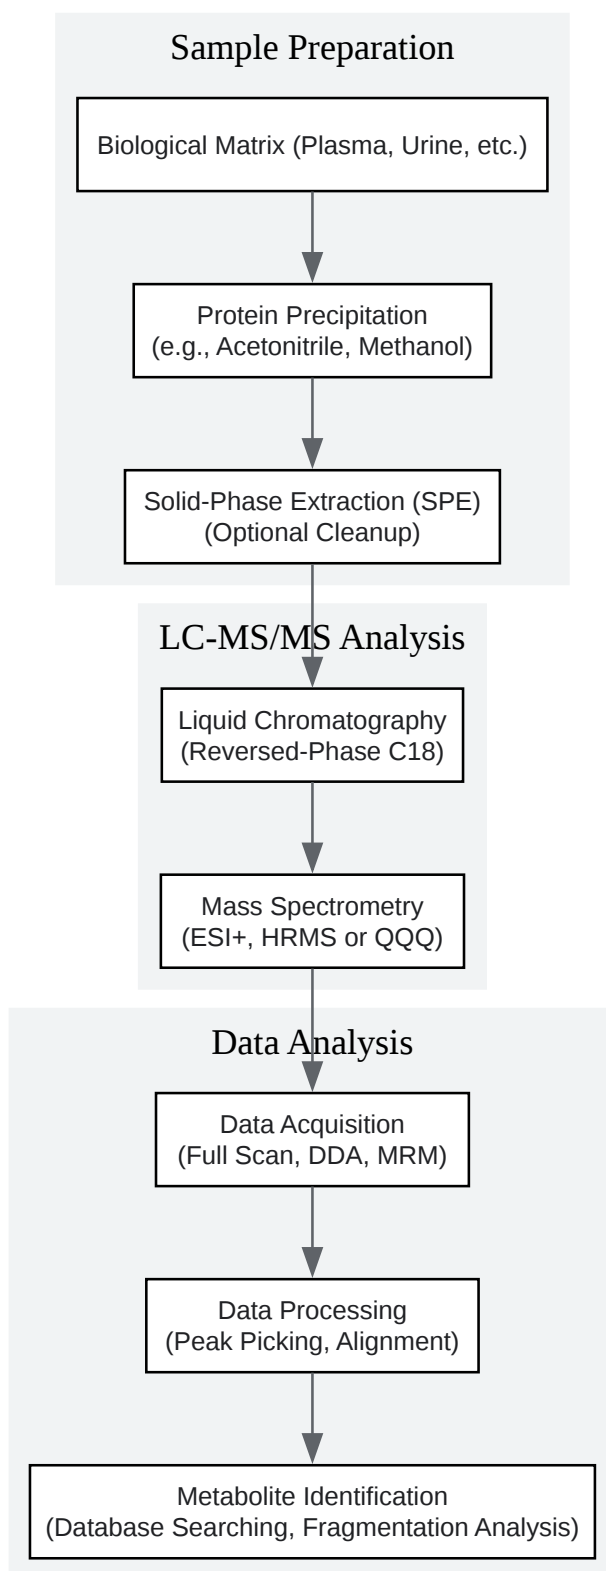 Sample Preparation
Biological Matrix (Plasma, Urine, etc.)
Protein Precipitation
(e.g., Acetonitrile, Methanol)
Solid-Phase Extraction (SPE)
(Optional Cleanup)
LC-MS/MS Analysis
Liquid Chromatography
(Reversed-Phase C18)
Mass Spectrometry
(ESI+, HRMS or QQQ)
Data Analysis
Data Acquisition
(Full Scan, DDA, MRM)
Data Processing
(Peak Picking, Alignment)
Metabolite Identification
(Database Searching, Fragmentation Analysis)